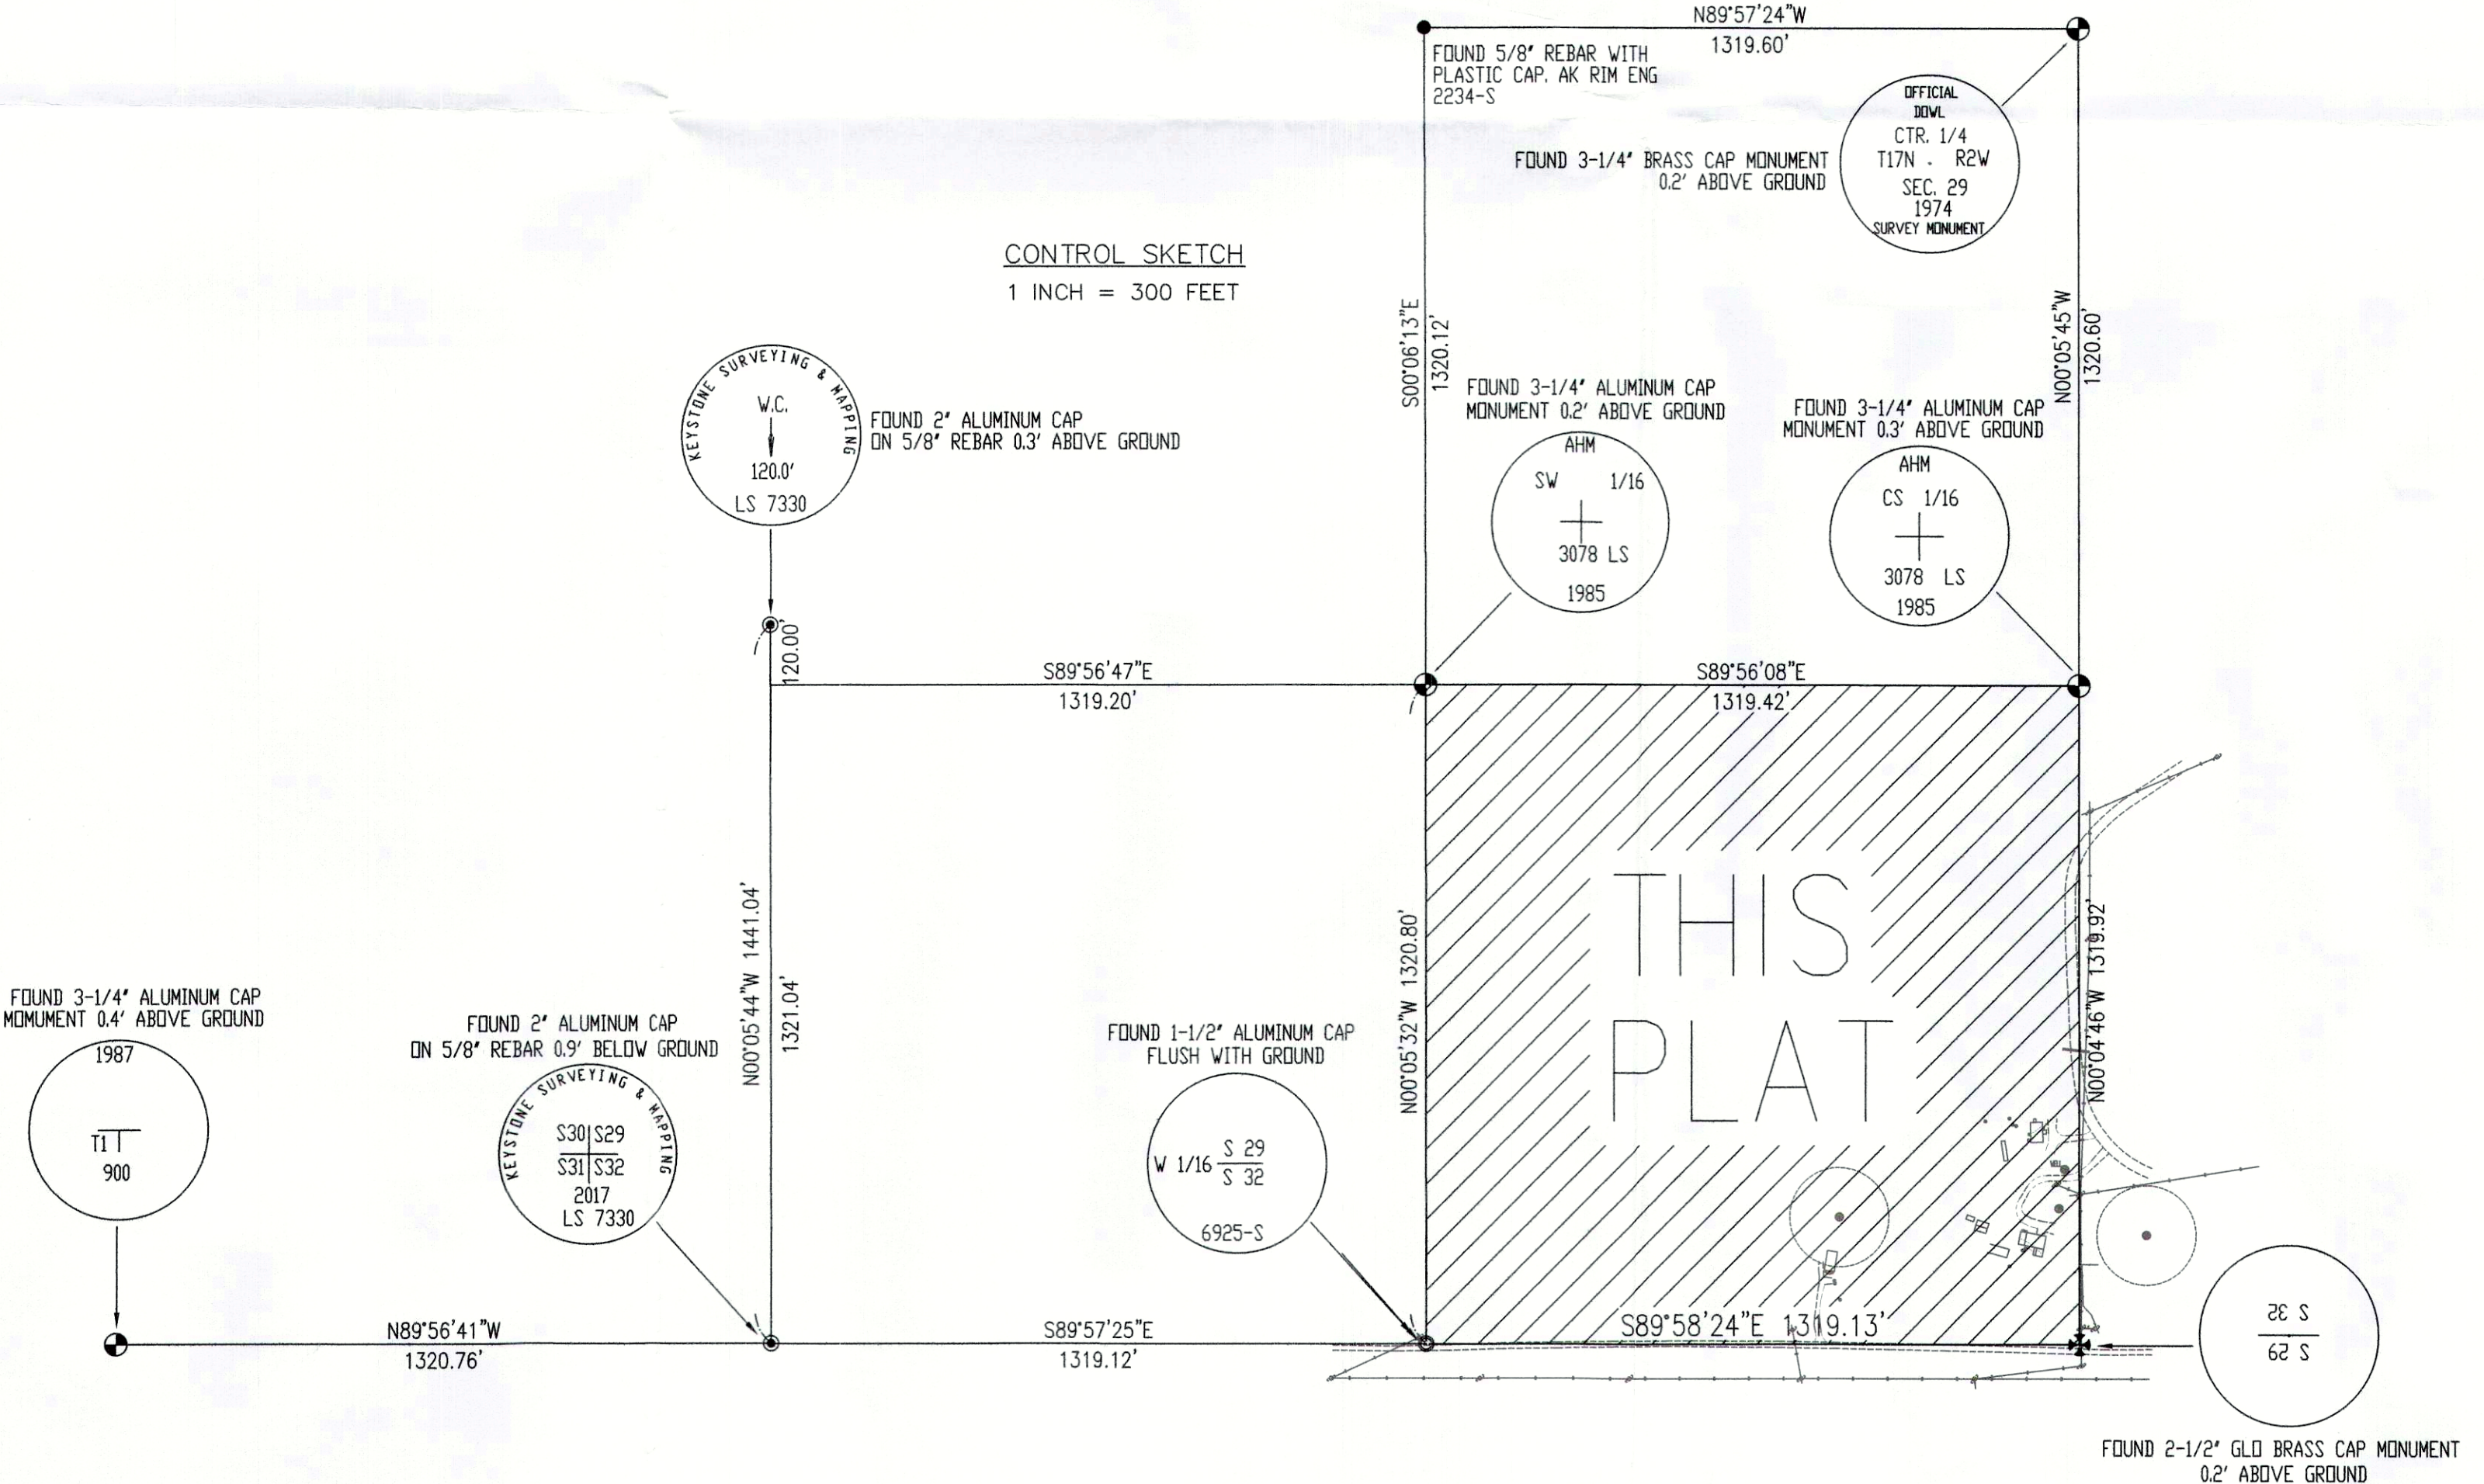 N89°57'24"W
1319.60'
FOUND 5/8" REBAR WITH
PLASTIC CAP, AK RIM ENG
2234-S
OFFICIAL
DOWL
CTR. 1/4
T17N - R2W
SEC. 29
1974
SURVEY MONUMENT
FOUND 3-1/4" BRASS CAP MONUMENT
0.2' ABOVE GROUND
CONTROL SKETCH
1 INCH = 300 FEET
S00°06'13"E
1320.12'
N00°05'45"W
1320.60'
KEYSTONE SURVEYING & MAPPING
W.C.
120.0'
LS 7330
FOUND 2" ALUMINUM CAP
ON 5/8" REBAR 0.3' ABOVE GROUND
FOUND 3-1/4" ALUMINUM CAP
MONUMENT 0.2' ABOVE GROUND
AHM
SW 1/16
3078 LS
1985
FOUND 3-1/4" ALUMINUM CAP
MONUMENT 0.3' ABOVE GROUND
AHM
CS 1/16
3078 LS
1985
120.00'
S89°56'47"E
1319.20'
S89°56'08"E
1319.42'
N00°05'44"W 1441.04'
1321.04'
N00°05'32"W 1320.80'
THIS
PLAT
N00°04'46"W 1319.92'
FOUND 3-1/4" ALUMINUM CAP
MOMUMENT 0.4' ABOVE GROUND
1987
T1
900
FOUND 2" ALUMINUM CAP
ON 5/8" REBAR 0.9' BELOW GROUND
KEYSTONE SURVEYING & MAPPING
S30 S29
S31 S32
2017
LS 7330
FOUND 1-1/2" ALUMINUM CAP
FLUSH WITH GROUND
W 1/16 S 29
S 32
6925-S
N89°56'41"W
1320.76'
S89°57'25"E
1319.12'
S89°58'24"E 1319.13'
S 29
S 32
FOUND 2-1/2" GLO BRASS CAP MONUMENT
0.2' ABOVE GROUND